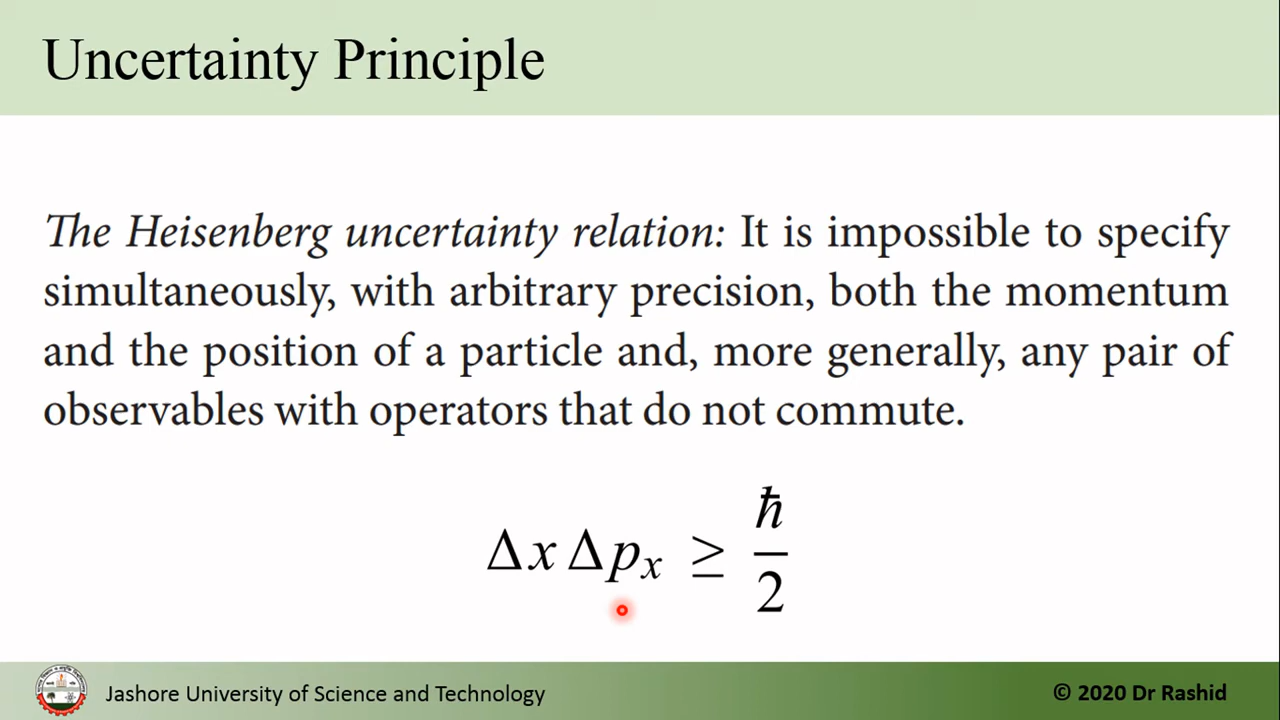 Uncertainty Principle
The Heisenberg uncertainty relation: It is impossible to specify
simultaneously, with arbitrary precision, both the momentum
and the position of a particle and, more generally, any pair of
observables with operators that do not commute.
Δx Δpₓ ≥ ħ/2
Jashore University of Science and Technology
© 2020 Dr Rashid